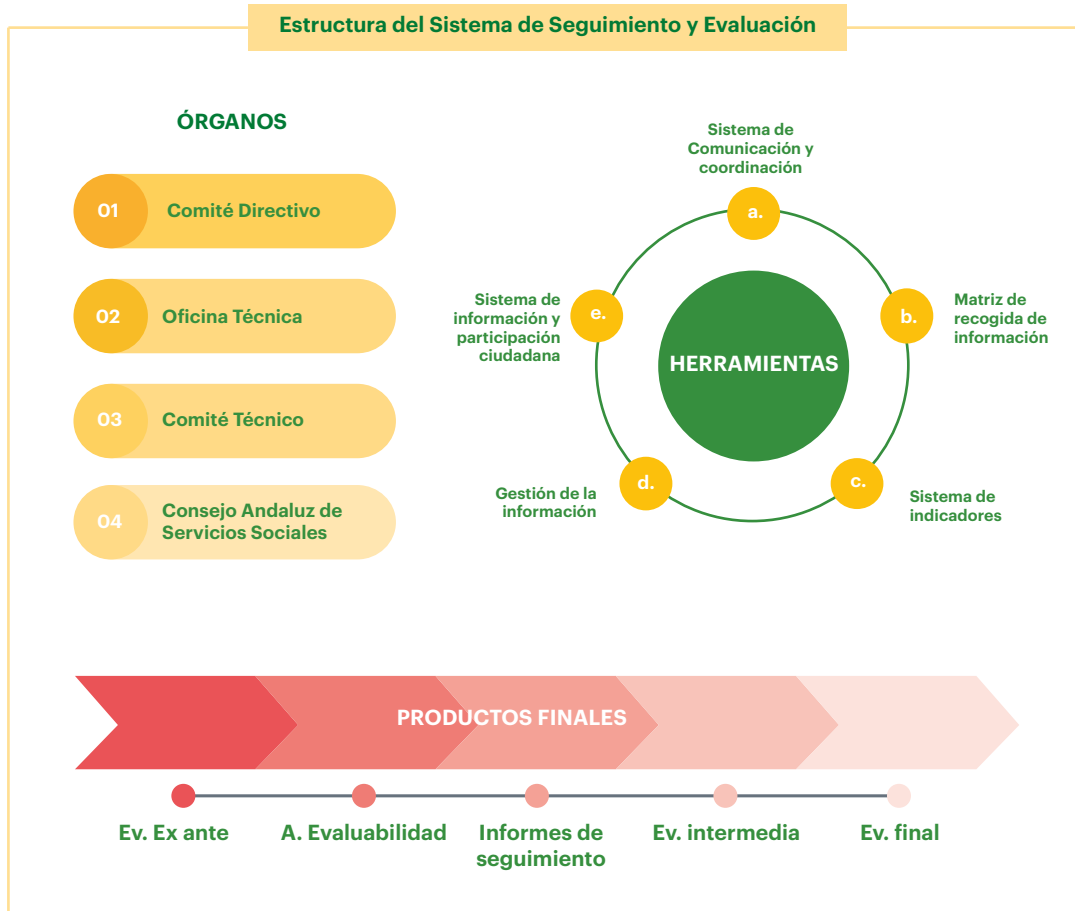 Estructura del Sistema de Seguimiento y Evaluación
ÓRGANOS
01
Comité Directivo
02
Oficina Técnica
03
Comité Técnico
04
Consejo Andaluz de
Servicios Sociales
HERRAMIENTAS
a.
Sistema de
Comunicación y
coordinación
b.
Matriz de
recogida de
información
c.
Sistema de
indicadores
d.
Gestión de la
información
e.
Sistema de
información y
participación
ciudadana
PRODUCTOS FINALES
Ev. Ex ante
A. Evaluabilidad
Informes de
seguimiento
Ev. intermedia
Ev. final